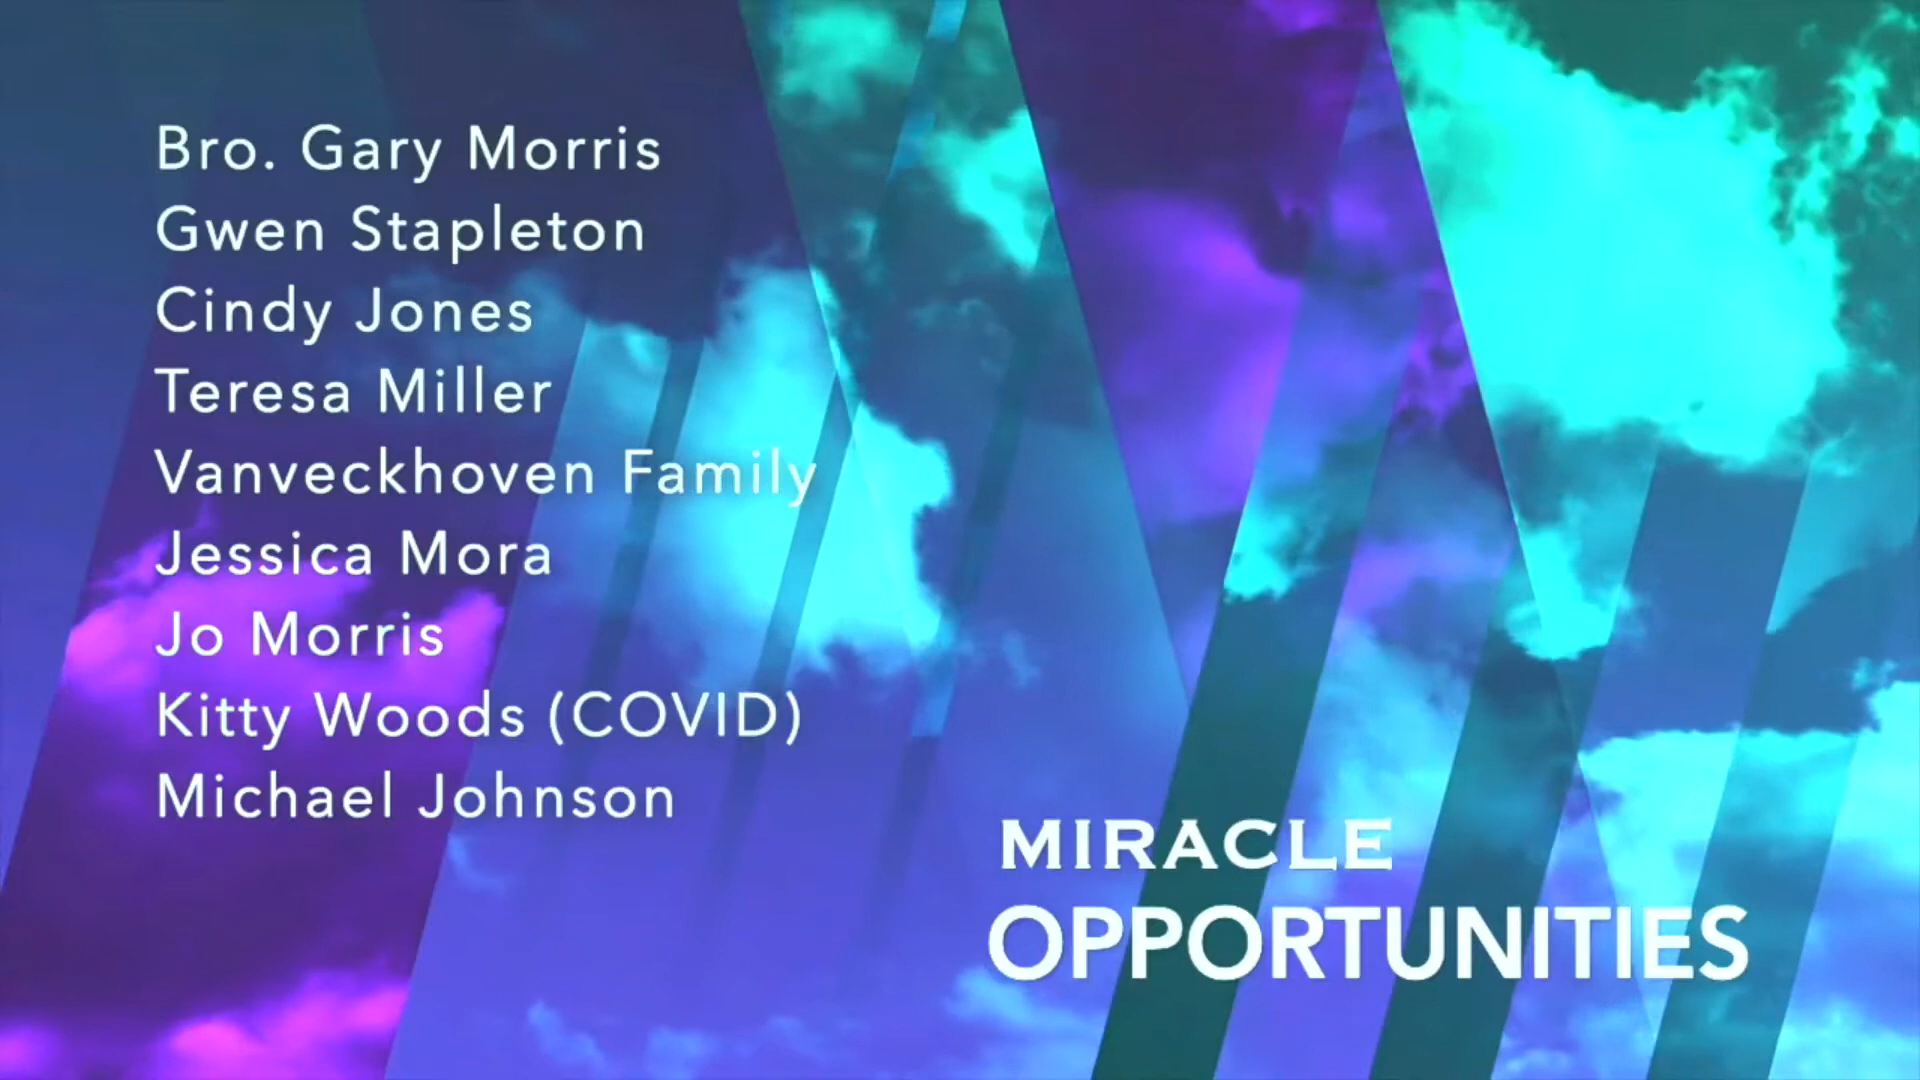 Bro. Gary Morris
Gwen Stapleton
Cindy Jones
Teresa Miller
Vanveckhoven Family
Jessica Mora
Jo Morris
Kitty Woods (COVID)
Michael Johnson
MIRACLE
OPPORTUNITIES